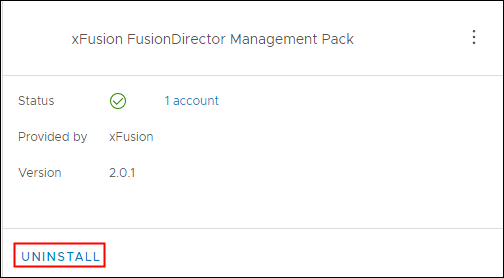 xFusion FusionDirector Management Pack
Status 1 account
Provided by xFusion
Version 2.0.1
UNINSTALL